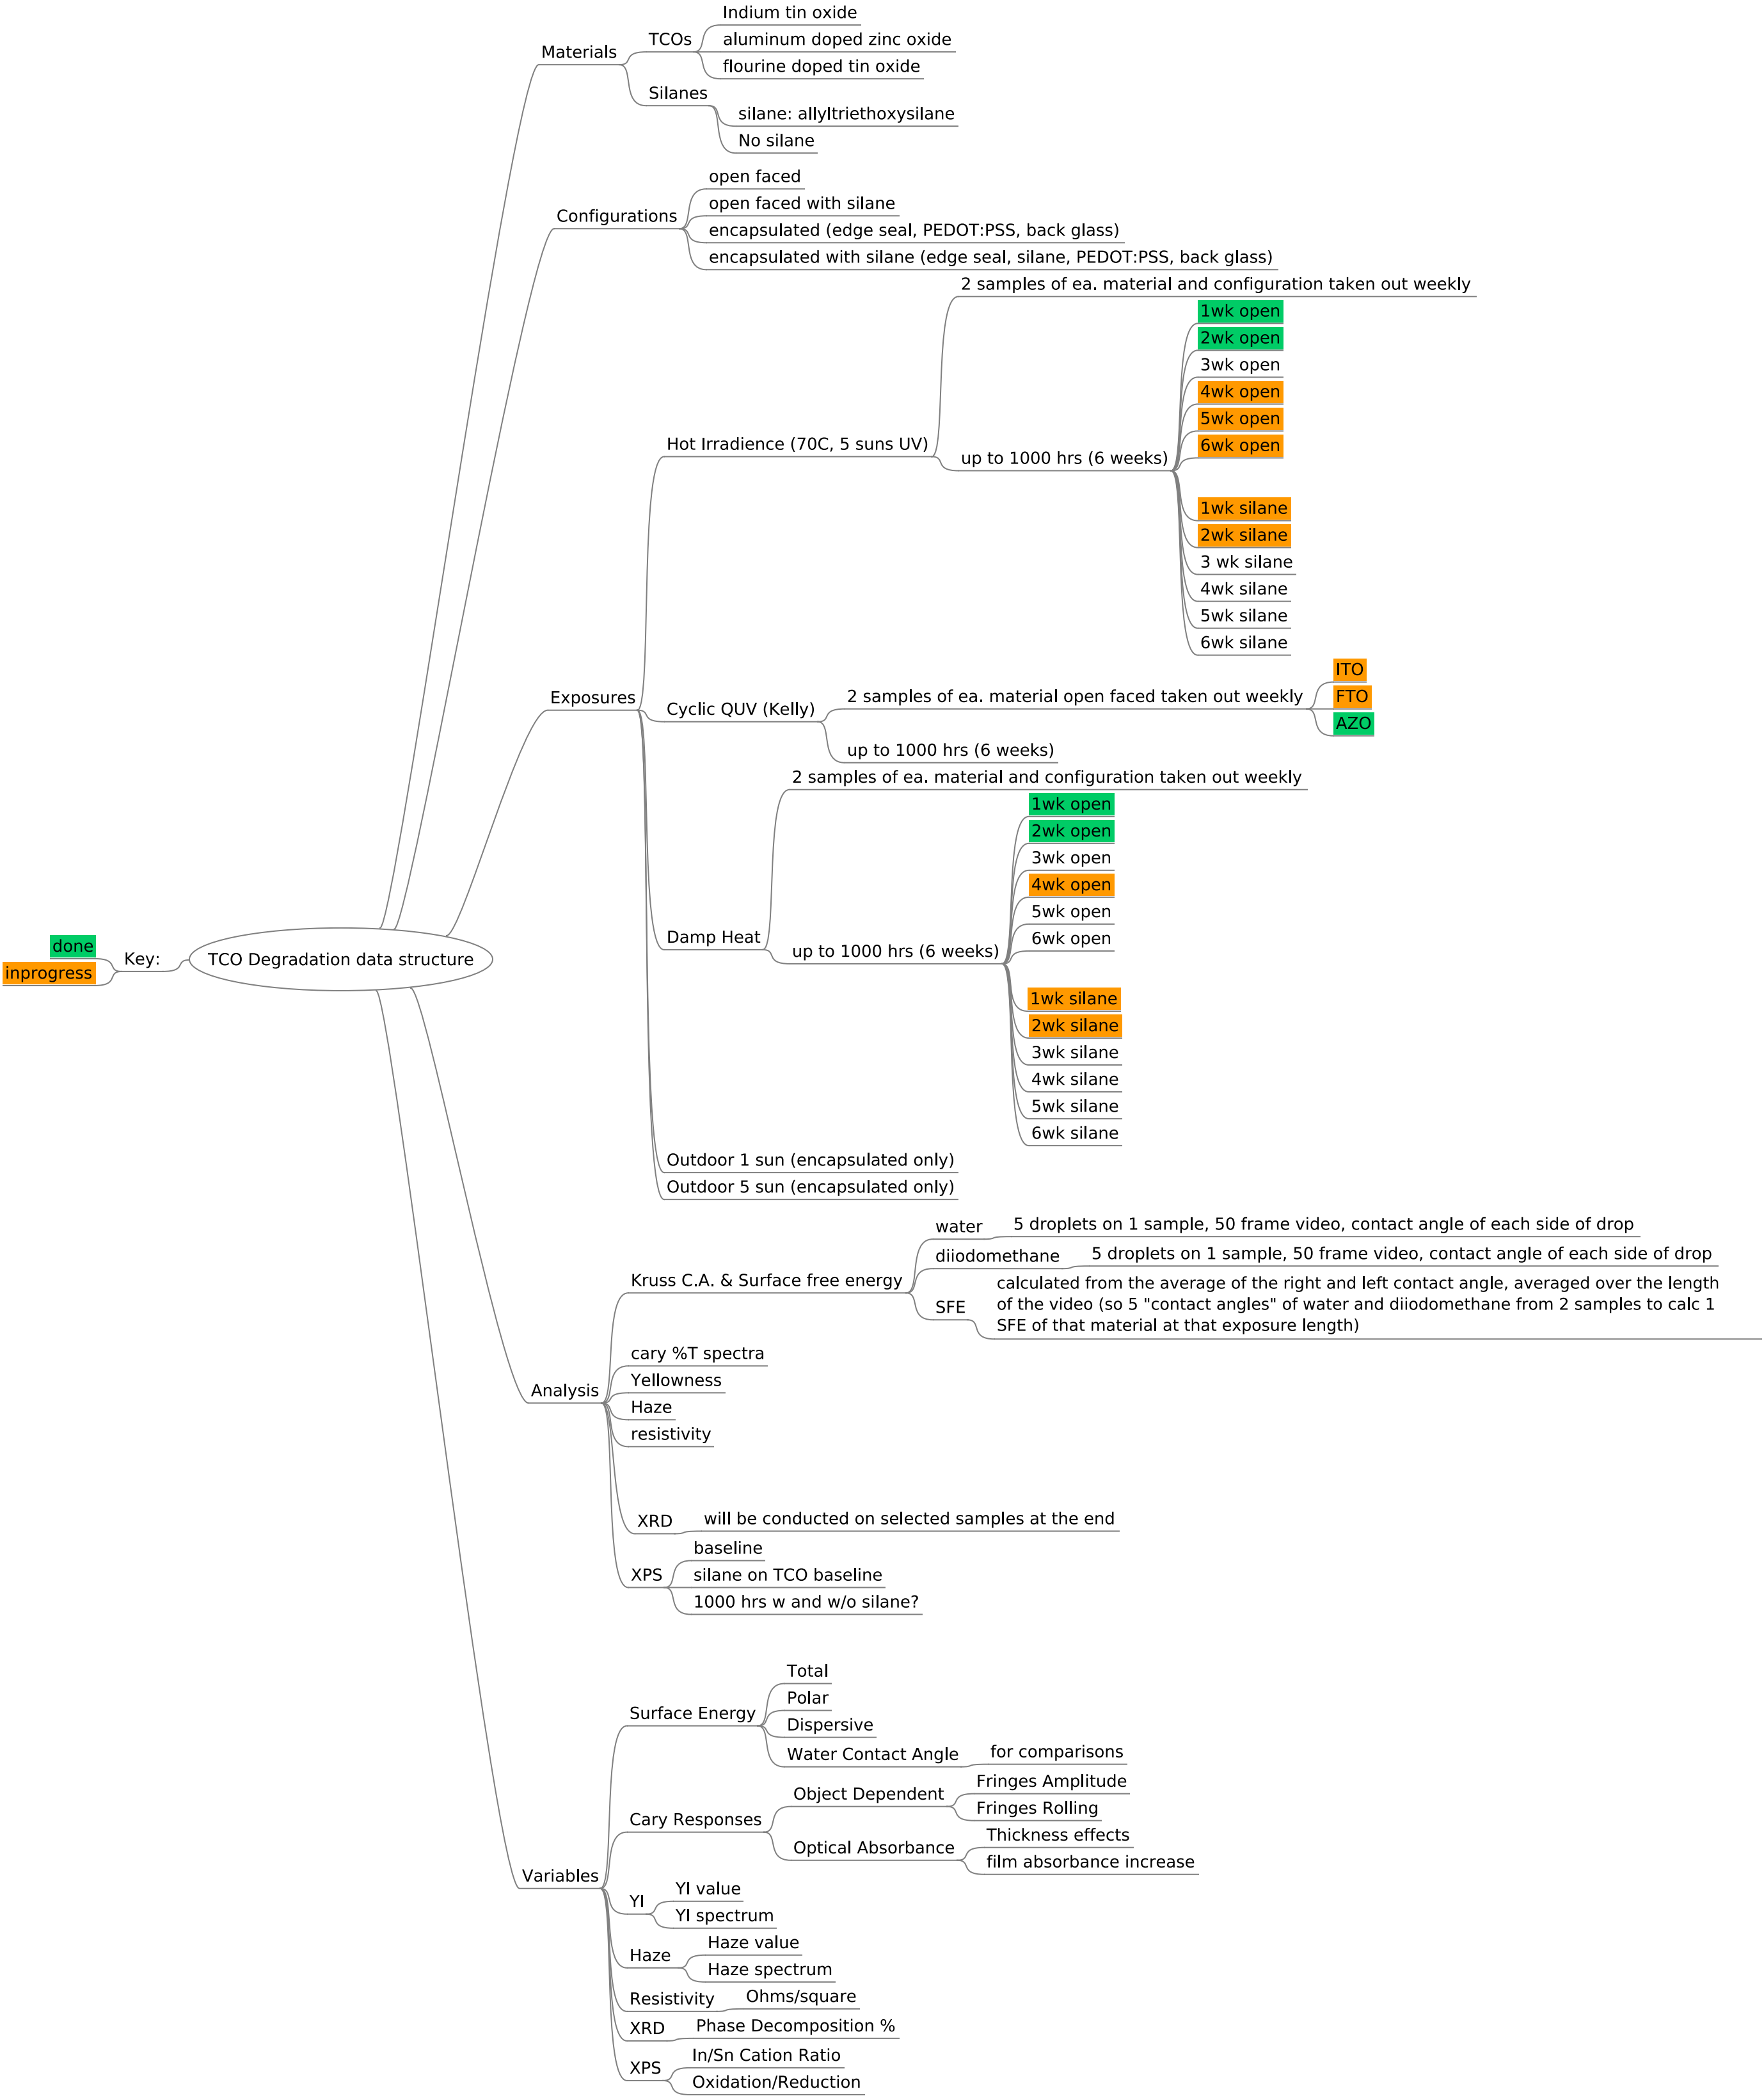 Indium tin oxide
TCOs
aluminum doped zinc oxide
Materials
flourine doped tin oxide
Silanes
silane: allyltriethoxysilane
No silane
open faced
open faced with silane
Configurations
encapsulated (edge seal, PEDOT:PSS, back glass)
encapsulated with silane (edge seal, silane, PEDOT:PSS, back glass)
2 samples of ea. material and configuration taken out weekly
1wk open
2wk open
3wk open
4wk open
5wk open
Hot Irradience (70C, 5 suns UV)
6wk open
up to 1000 hrs (6 weeks)
1wk silane
2wk silane
3 wk silane
4wk silane
5wk silane
6wk silane
ITO
Exposures
2 samples of ea. material open faced taken out weekly
FTO
Cyclic QUV (Kelly)
AZO
up to 1000 hrs (6 weeks)
2 samples of ea. material and configuration taken out weekly
1wk open
2wk open
3wk open
4wk open
5wk open
Damp Heat
6wk open
up to 1000 hrs (6 weeks)
done
Key:
TCO Degradation data structure
inprogress
1wk silane
2wk silane
3wk silane
4wk silane
5wk silane
6wk silane
Outdoor 1 sun (encapsulated only)
Outdoor 5 sun (encapsulated only)
water
5 droplets on 1 sample, 50 frame video, contact angle of each side of drop
diiodomethane
5 droplets on 1 sample, 50 frame video, contact angle of each side of drop
Kruss C.A. & Surface free energy
SFE
calculated from the average of the right and left contact angle, averaged over the length
of the video (so 5 "contact angles" of water and diiodomethane from 2 samples to calc 1
SFE of that material at that exposure length)
cary %T spectra
Yellowness
Analysis
Haze
resistivity
XRD
will be conducted on selected samples at the end
baseline
XPS
silane on TCO baseline
1000 hrs w and w/o silane?
Total
Polar
Surface Energy
Dispersive
Water Contact Angle
for comparisons
Fringes Amplitude
Object Dependent
Fringes Rolling
Cary Responses
Thickness effects
Optical Absorbance
film absorbance increase
Variables
YI value
YI
YI spectrum
Haze value
Haze
Haze spectrum
Resistivity
Ohms/square
XRD
Phase Decomposition %
In/Sn Cation Ratio
XPS
Oxidation/Reduction